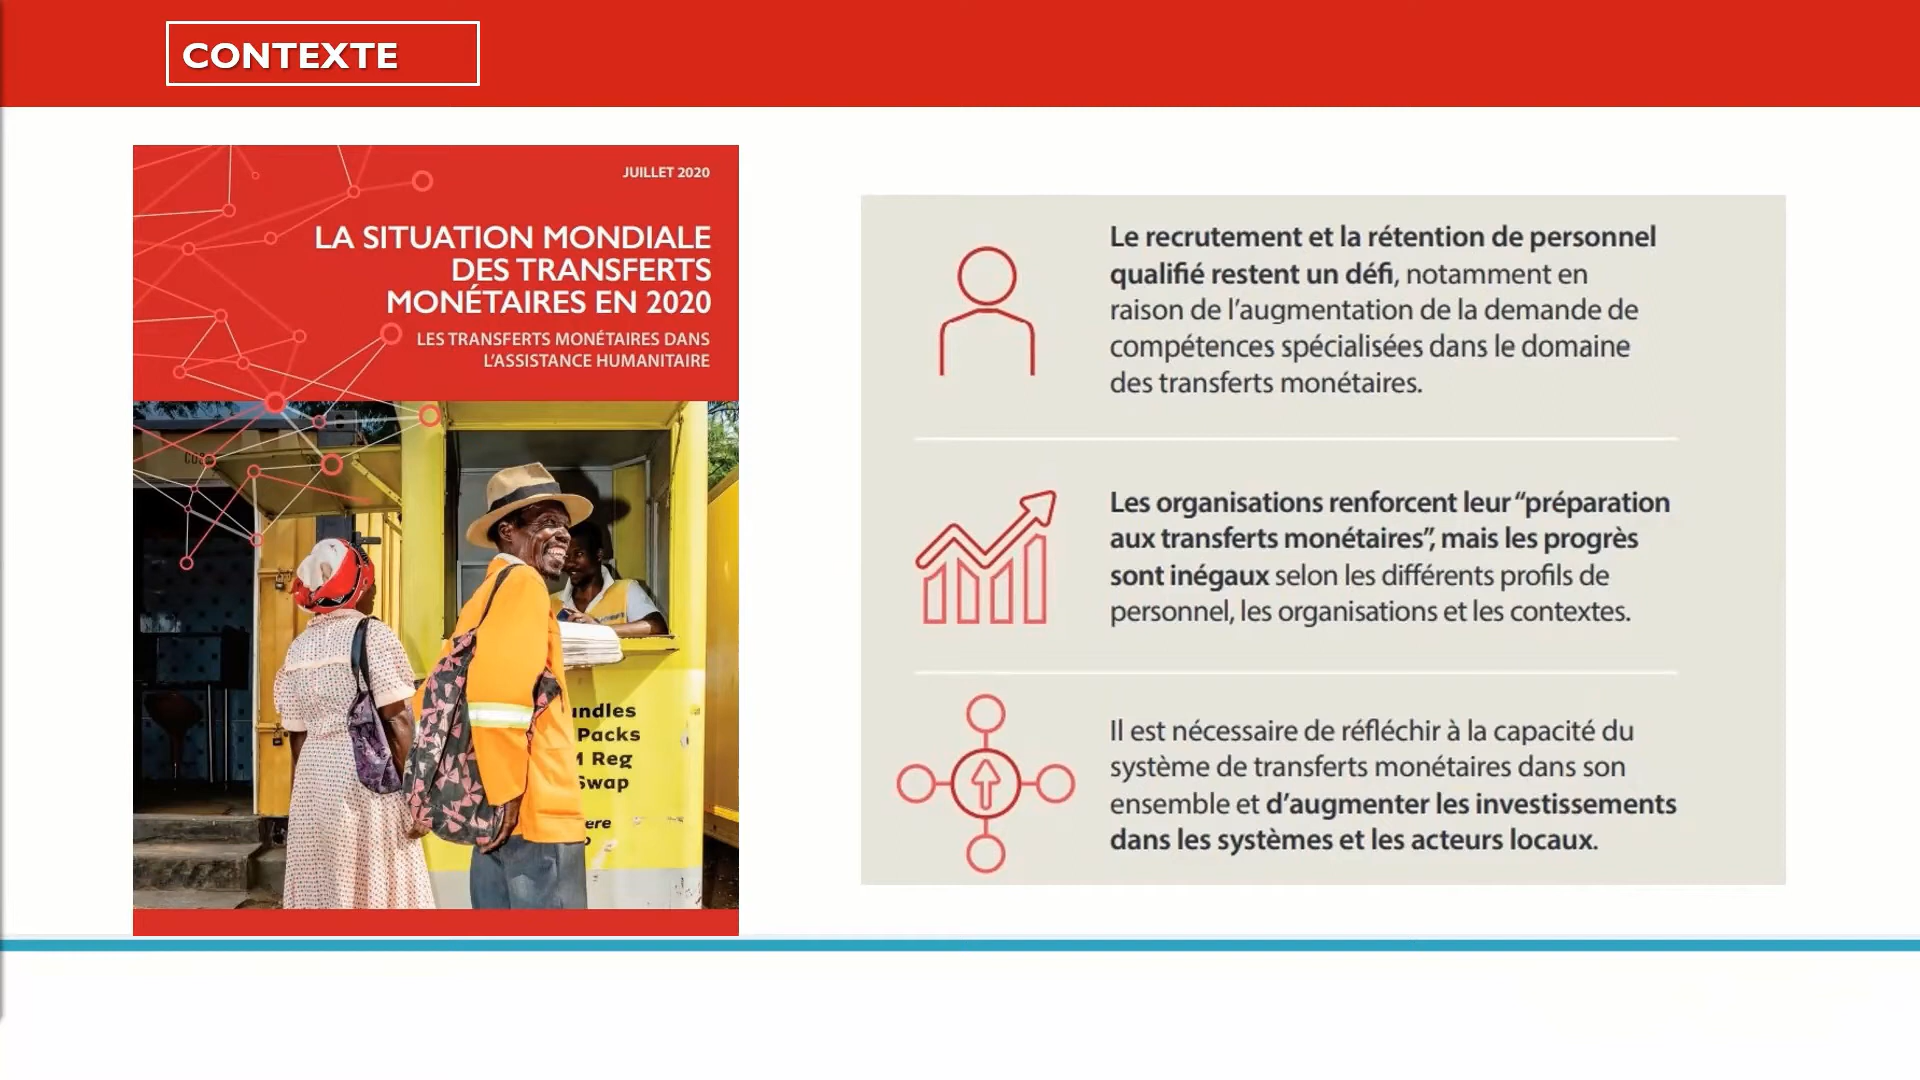 CONTEXTE
JUILLET 2020
LA SITUATION MONDIALE
DES TRANSFERTS
MONÉTAIRES EN 2020
LES TRANSFERTS MONÉTAIRES DANS
L'ASSISTANCE HUMANITAIRE
undles
Packs
M Reg
Swap
ere
Le recrutement et la rétention de personnel
qualifié restent un défi, notamment en
raison de l'augmentation de la demande de
compétences spécialisées dans le domaine
des transferts monétaires.
Les organisations renforcent leur “préparation
aux transferts monétaires”, mais les progrès
sont inégaux selon les différents profils de
personnel, les organisations et les contextes.
Il est nécessaire de réfléchir à la capacité du
système de transferts monétaires dans son
ensemble et d'augmenter les investissements
dans les systèmes et les acteurs locaux.